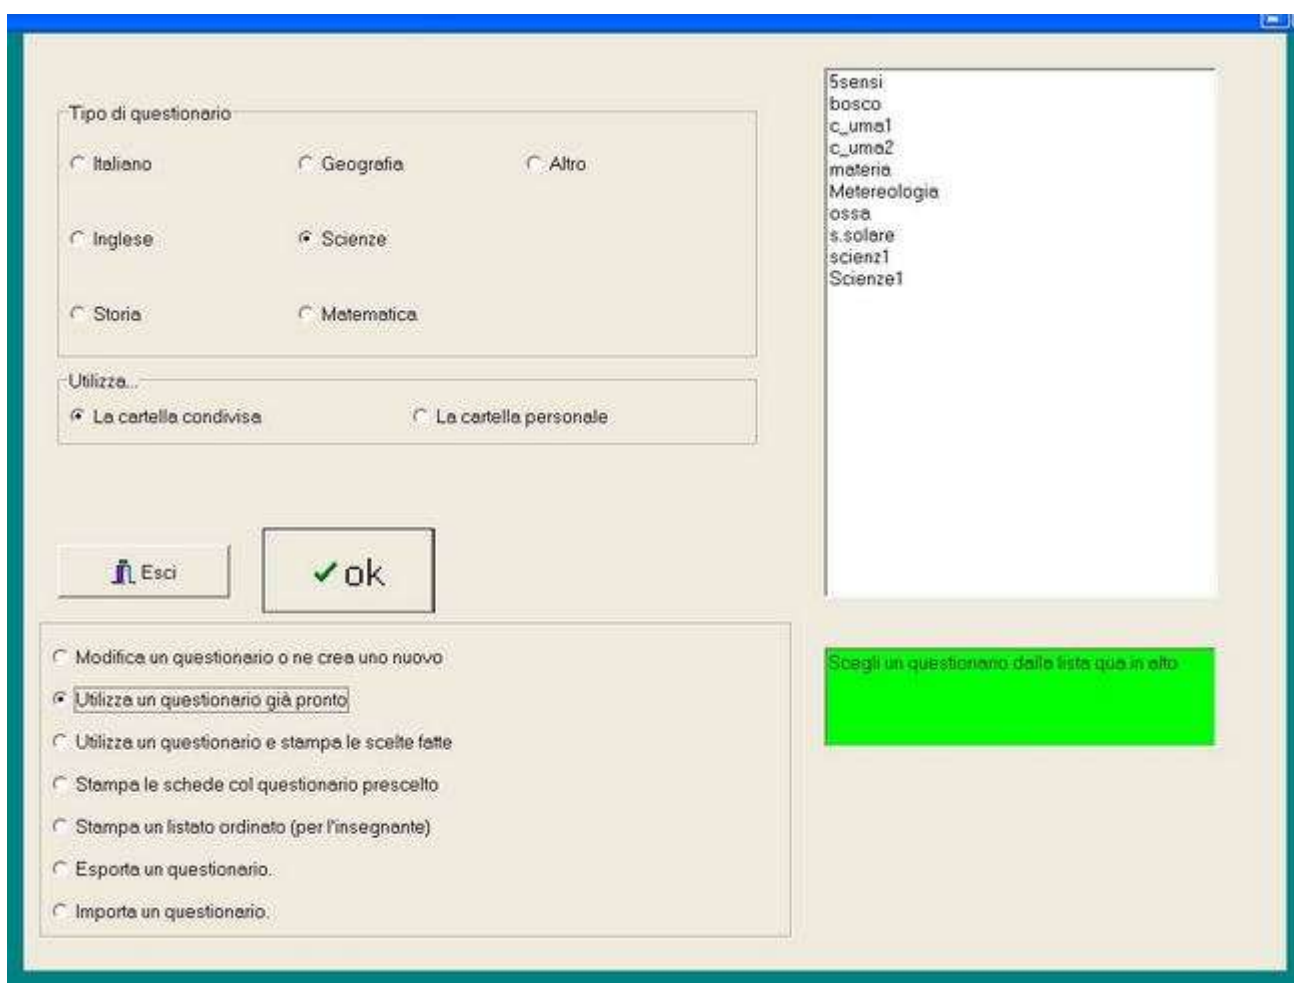 Tipo di questionario
Italiano
Geografia
Altro
Inglese
Scienze
Storia
Matematica
Utilizza...
La cartella condivisa
La cartella personale
Esci
ok
Modifica un questionario o ne crea uno nuovo
Utilizza un questionario già pronto
Utilizza un questionario e stampa le scelte fatte
Stampa le schede col questionario prescelto
Stampa un listato ordinato (per l'insegnante)
Esporta un questionario.
Importa un questionario.
5sensi
bosco
c_uma1
c_uma2
materia
Metereologia
ossa
s.solare
scienz1
Scienze1
Scegli un questionario dalla lista qua in alto